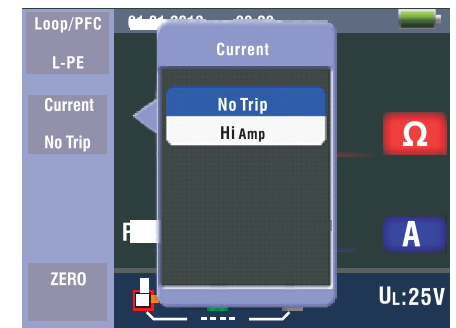 Loop/PFC
L-PE
Current
No Trip
ZERO
Current
No Trip
Hi Amp
Ω
A
UL:25V